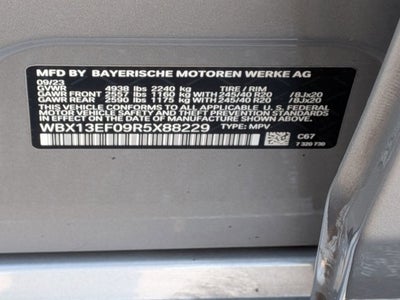 MFD BY BAYERISCHE MOTOREN WERKE AG
09/23
GVWR 4938 lbs 2240 kg TIRE / RIM
GAWR FRONT 2557 lbs 1160 kg WITH 245/40 R20 /8Jx20
GAWR REAR 2590 lbs 1175 kg WITH 245/40 R20 /8Jx20
THIS VEHICLE CONFORMS TO ALL APPLICABLE U. S. FEDERAL
MOTOR VEHICLE SAFETY, BUMPER, AND THEFT PREVENTION
STANDARDS IN EFFECT ON THE DATE OF MANUFACTURE SHOWN ABOVE.
WBX13EF09R5X88229 TYPE: MPV
C67
7 320 730